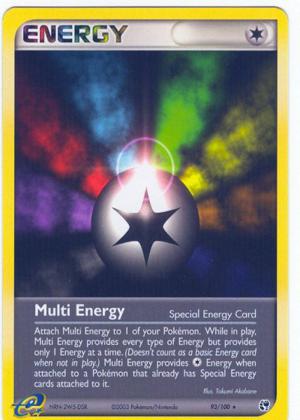 ENERGY
Multi Energy Special Energy Card
Attach Multi Energy to 1 of your Pokémon. While in play,
Multi Energy provides every type of Energy but provides
only 1 Energy at a time. (Doesn't count as a basic Energy
card when not in play.) Multi Energy provides Energy when
attached to a Pokémon that already has Special Energy
cards attached to it.
Illus. Takumi Akabane
©2003 Pokémon/Nintendo 93/100 ★